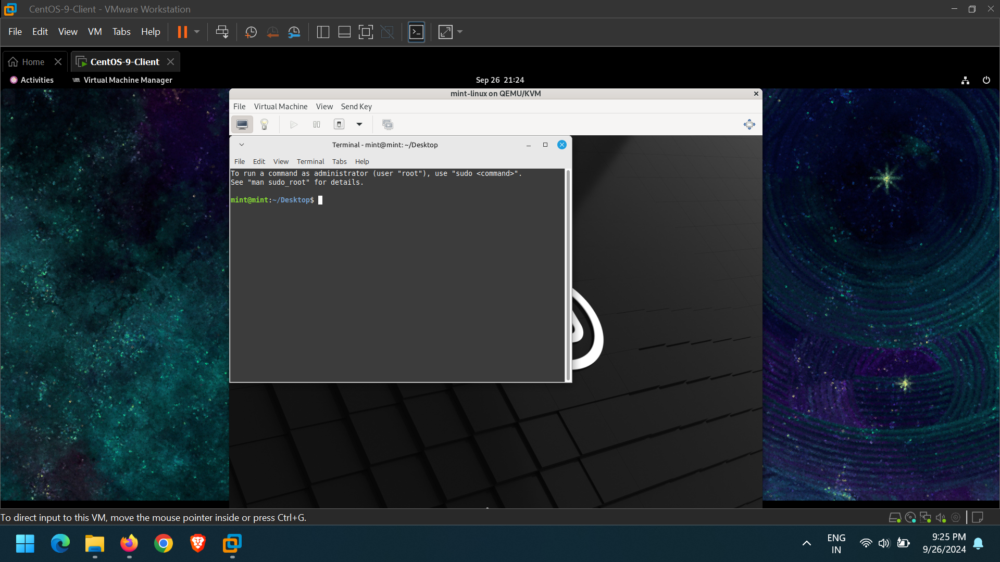 CentOS-9-Client - VMware Workstation
File Edit View VM Tabs Help
Home CentOS-9-Client
Activities Virtual Machine Manager Sep 26 21:24
mint-linux on QEMU/KVM
File Virtual Machine View Send Key
Terminal - mint@mint: ~/Desktop
File Edit View Terminal Tabs Help
To run a command as administrator (user "root"), use "sudo <command>".
See "man sudo_root" for details.
mint@mint:~/Desktop$
To direct input to this VM, move the mouse pointer inside or press Ctrl+G.
ENG
IN
9:25 PM
9/26/2024